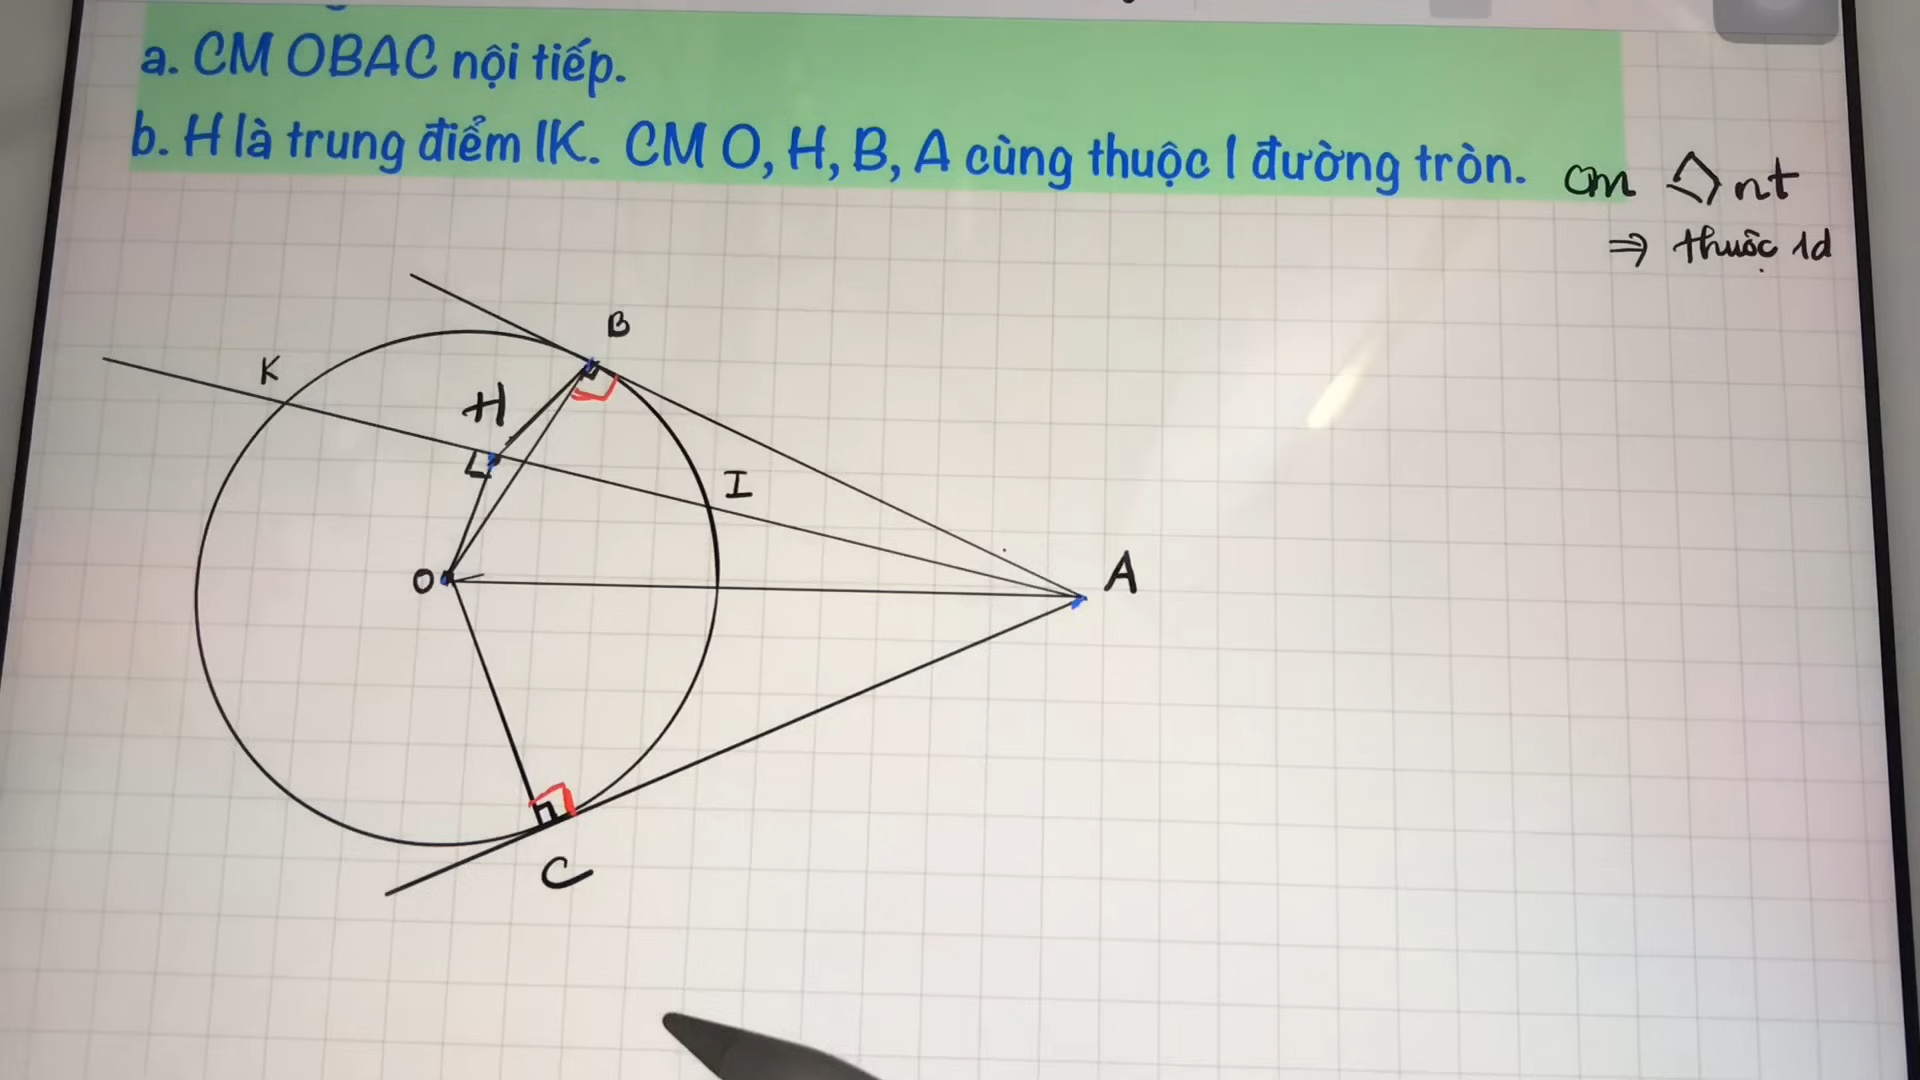 a. CM OBAC nội tiếp.
b. H là trung điểm IK. CM O, H, B, A cùng thuộc 1 đường tròn.
cm nt
⇒ thuộc 1đ
B
K
H
I
O
A
C